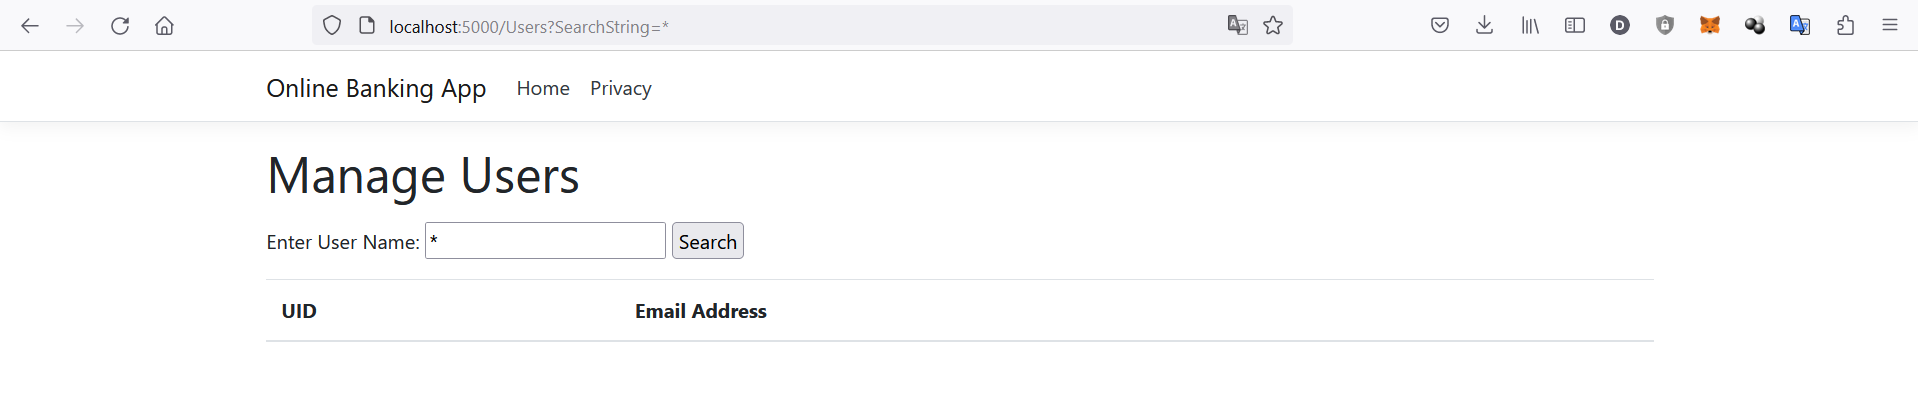 localhost:5000/Users?SearchString=*
Online Banking App Home Privacy
Manage Users
Enter User Name: * Search
UID Email Address